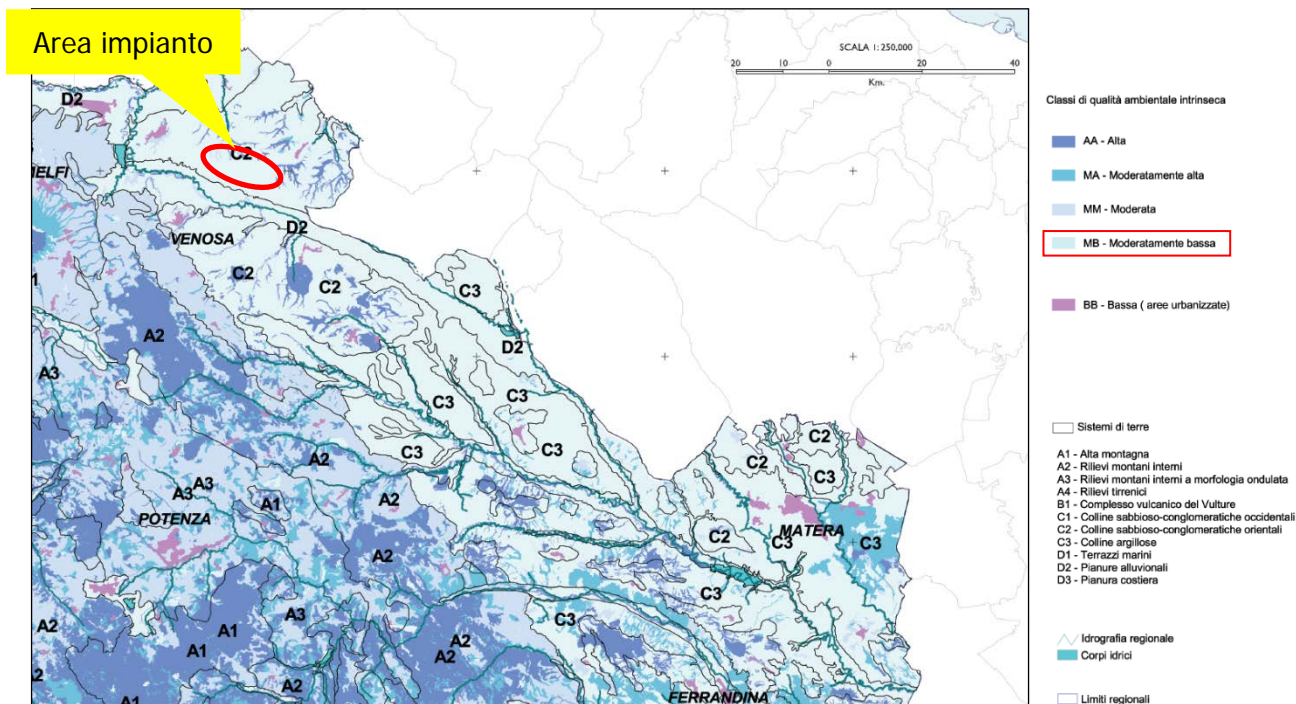 Area impianto
SCALA 1: 250,000
20 10 0 20 40
Km.
D2
C2
MELFI
D2
VENOSA
C2
C2
C3
1
A2
D2
A3
C3
C3
C3
A2
C2
C2
C3
A3 A3
A2
A1
POTENZA
MATERA
C2
C3
C3
A2
C3
A3
C3
A2
A1
A2
A1
A2
2
A2
A1
FERRANDINA
Classi di qualità ambientale intrinseca
AA - Alta
MA - Moderatamente alta
MM - Moderata
MB - Moderatamente bassa
BB - Bassa ( aree urbanizzate)
Sistemi di terre
A1 - Alta montagna
A2 - Rilievi montani interni
A3 - Rilievi montani interni a morfologia ondulata
A4 - Rilievi tirrenici
B1 - Complesso vulcanico del Vulture
C1 - Colline sabbioso-conglomeratiche occidentali
C2 - Colline sabbioso-conglomeratiche orientali
C3 - Colline argillose
D1 - Terrazzi marini
D2 - Pianure alluvionali
D3 - Pianura costiera
Idrografia regionale
Corpi idrici
Limiti regionali